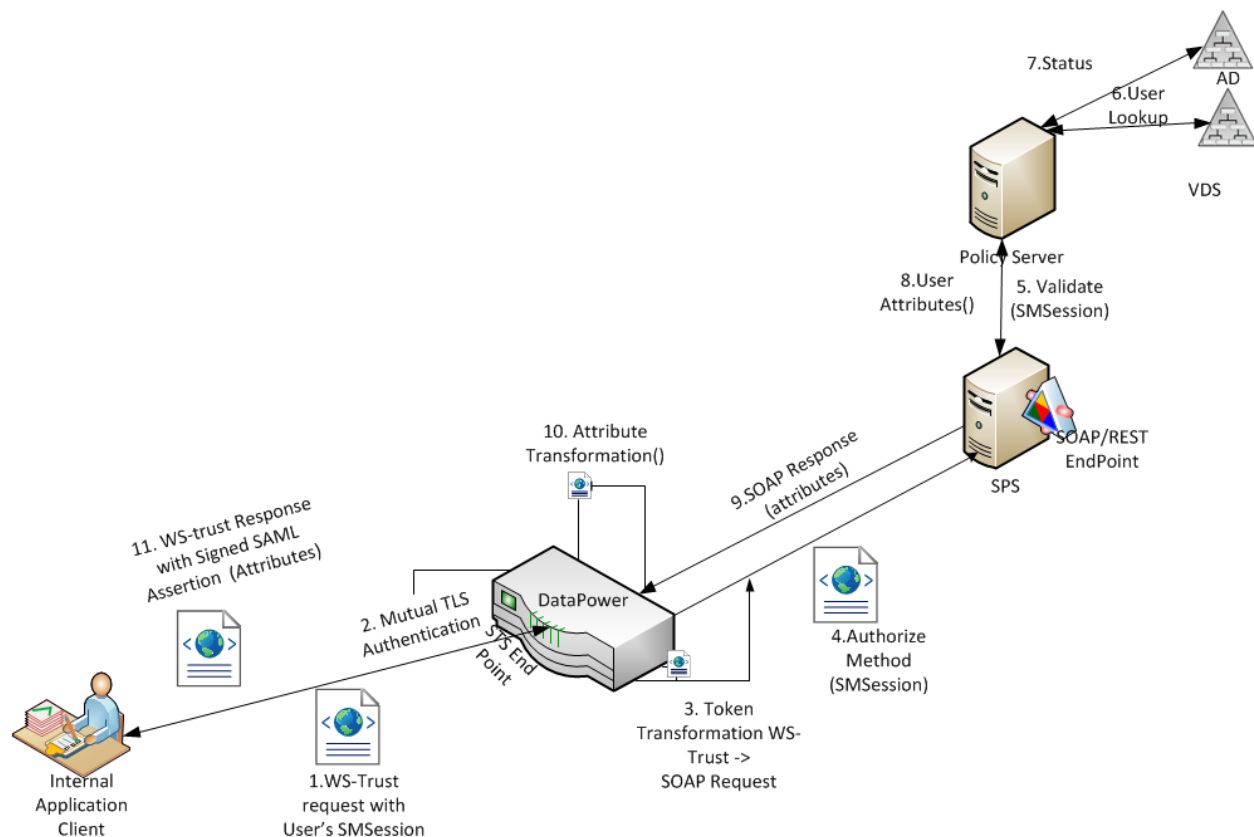 7.Status
AD
6.User
Lookup
VDS
Policy Server
8.User
Attributes()
5. Validate
(SMSession)
SOAP/REST
EndPoint
SPS
10. Attribute
Transformation()
9.SOAP Response
(attributes)
11. WS-trust Response
with Signed SAML
Assertion (Attributes)
2. Mutual TLS
Authentication
DataPower
STS End
Point
4.Authorize
Method
(SMSession)
3. Token
Transformation WS-
Trust ->
SOAP Request
Internal
Application
Client
1.WS-Trust
request with
User’s SMSession